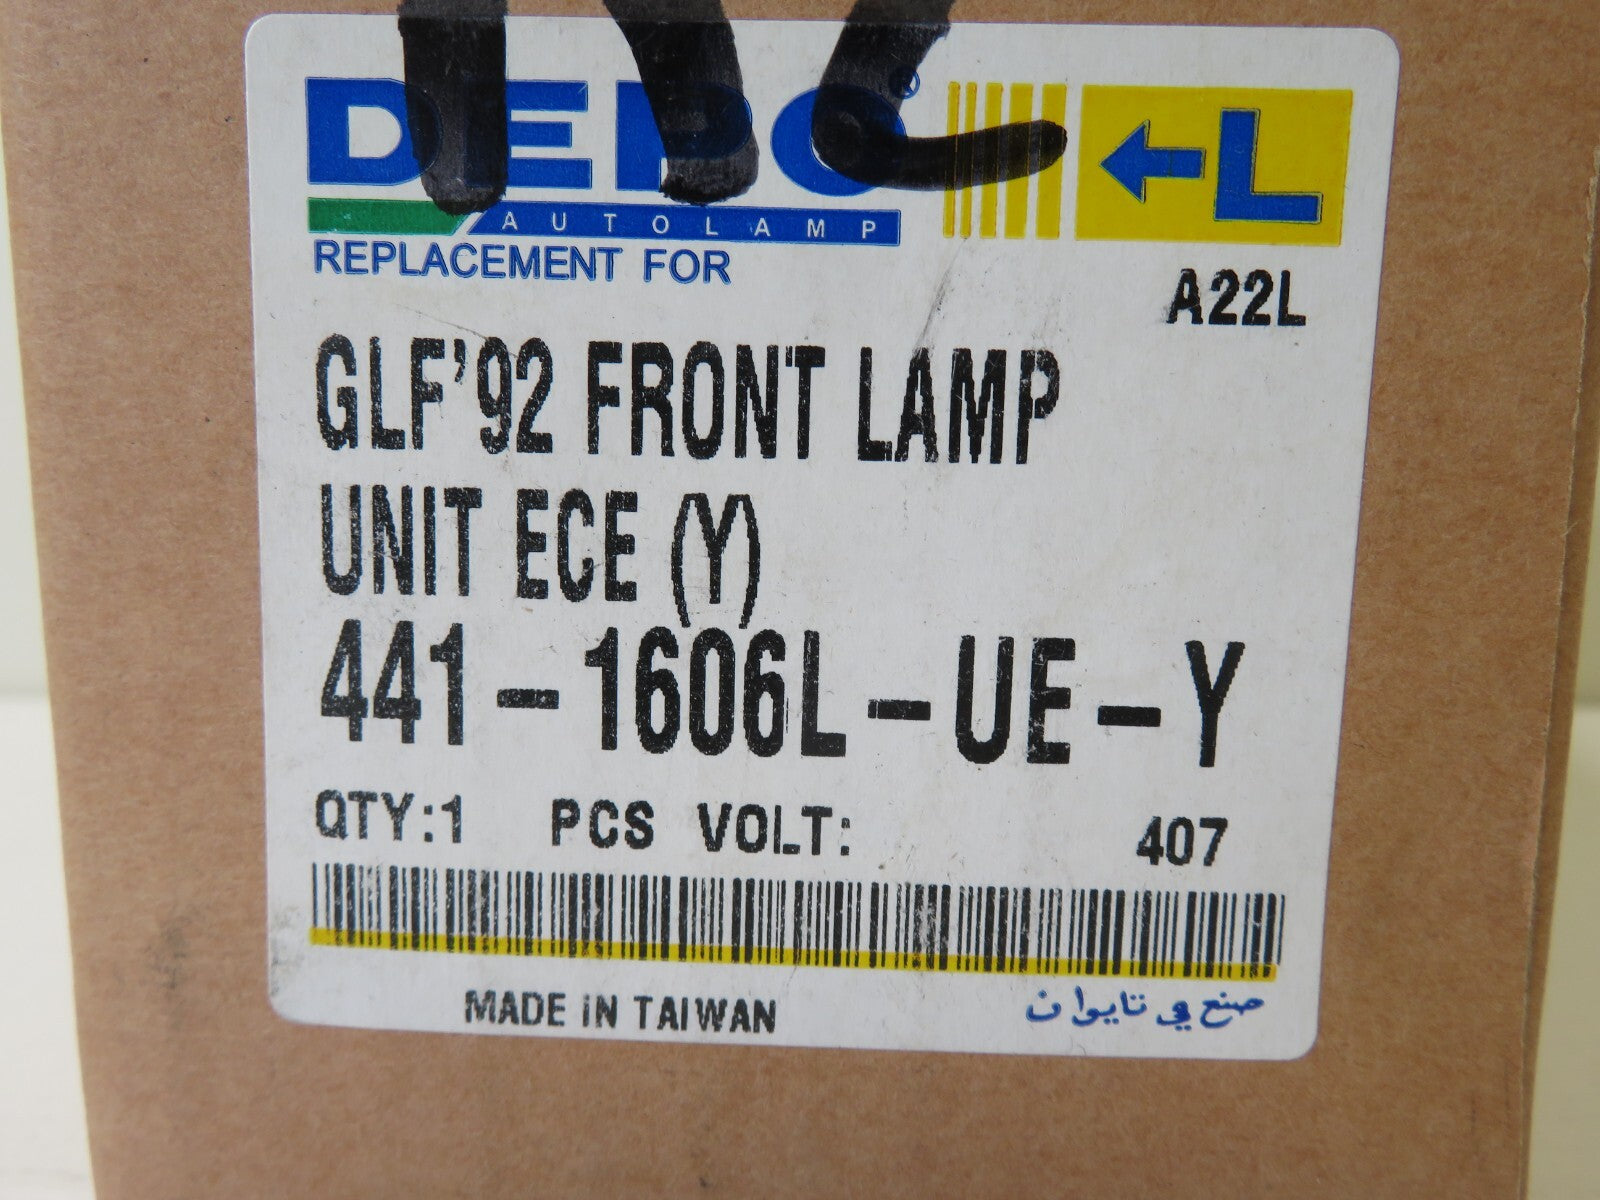 DEPO®
AUTOLAMP
L
REPLACEMENT FOR
A22L
GLF'92 FRONT LAMP
UNIT ECE (Y)
441-1606L-UE-Y
QTY:1 PCS VOLT: 407
MADE IN TAIWAN صنع في تايوان